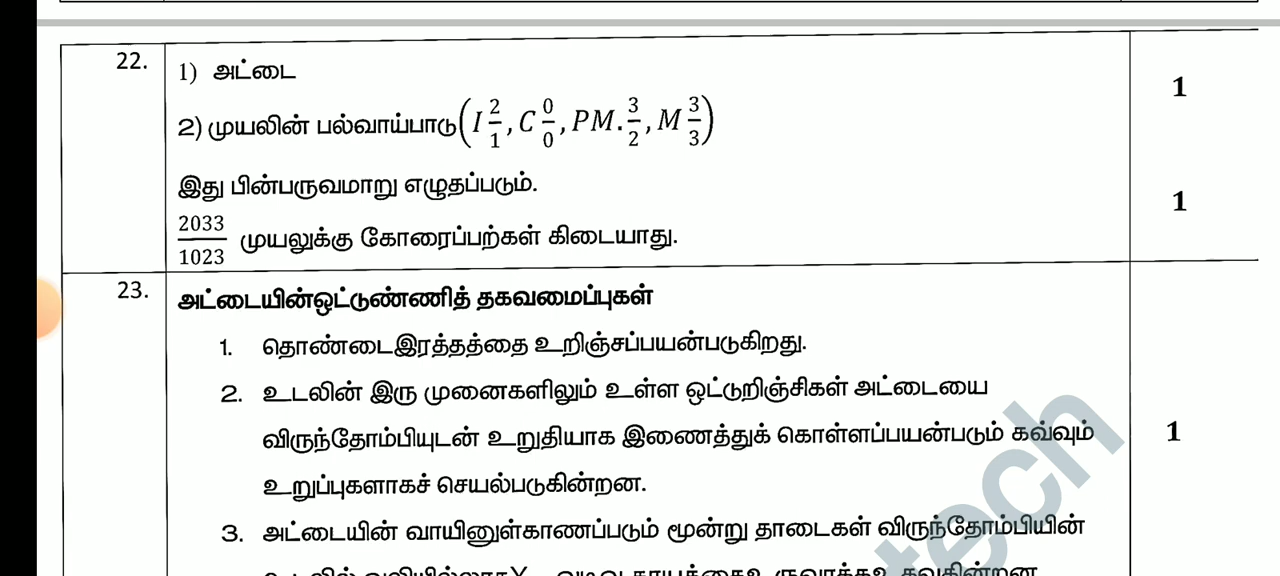 22.
1) அட்டை
1
2) முயலின் பல்வாய்பாடு(I 2/1, C 0/0, PM. 3/2, M 3/3)
இது பின்பருவமாறு எழுதப்படும்.
1
2033/1023 முயலுக்கு கோரைப்பற்கள் கிடையாது.
23.
அட்டையின்ஒட்டுண்ணித் தகவமைப்புகள்
1. தொண்டைஇரத்தத்தை உறிஞ்சப்பயன்படுகிறது.
2. உடலின் இரு முனைகளிலும் உள்ள ஒட்டுறிஞ்சிகள் அட்டையை
விருந்தோம்பியுடன் உறுதியாக இணைத்துக் கொள்ளப்பயன்படும் கவ்வும்
1
உறுப்புகளாகச் செயல்படுகின்றன.
3. அட்டையின் வாயினுள்காணப்படும் மூன்று தாடைகள் விருந்தோம்பியின்
tech